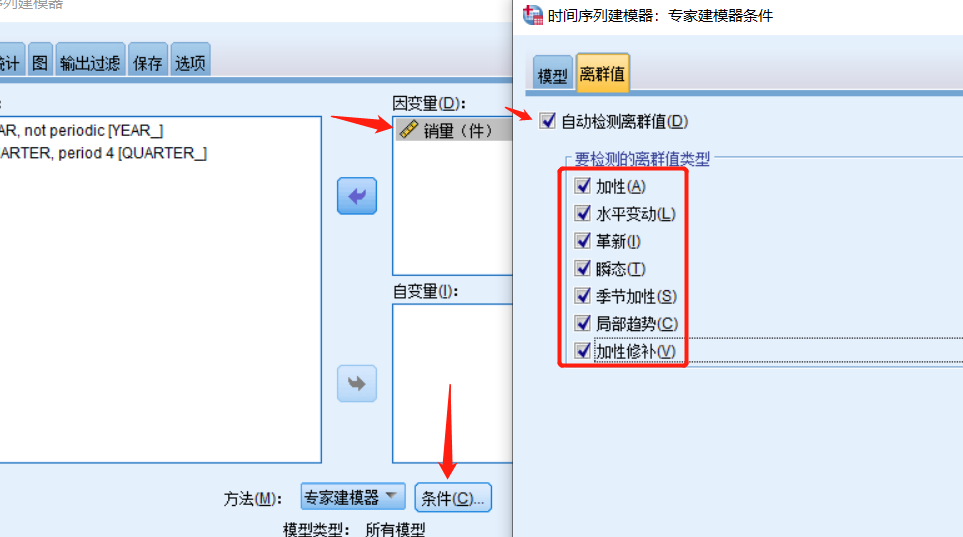 序列建模器
统计 图 输出过滤 保存 选项
因变量(D):
AR, not periodic [YEAR_]
ARTER, period 4 [QUARTER_]
销量（件）
自变量(I):
方法(M): 专家建模器 条件(C)...
模型类型: 所有模型
时间序列建模器: 专家建模器条件
模型 离群值
自动检测离群值(D)
要检测的离群值类型
加性(A)
水平变动(L)
革新(I)
瞬态(T)
季节加性(S)
局部趋势(C)
加性修补(V)